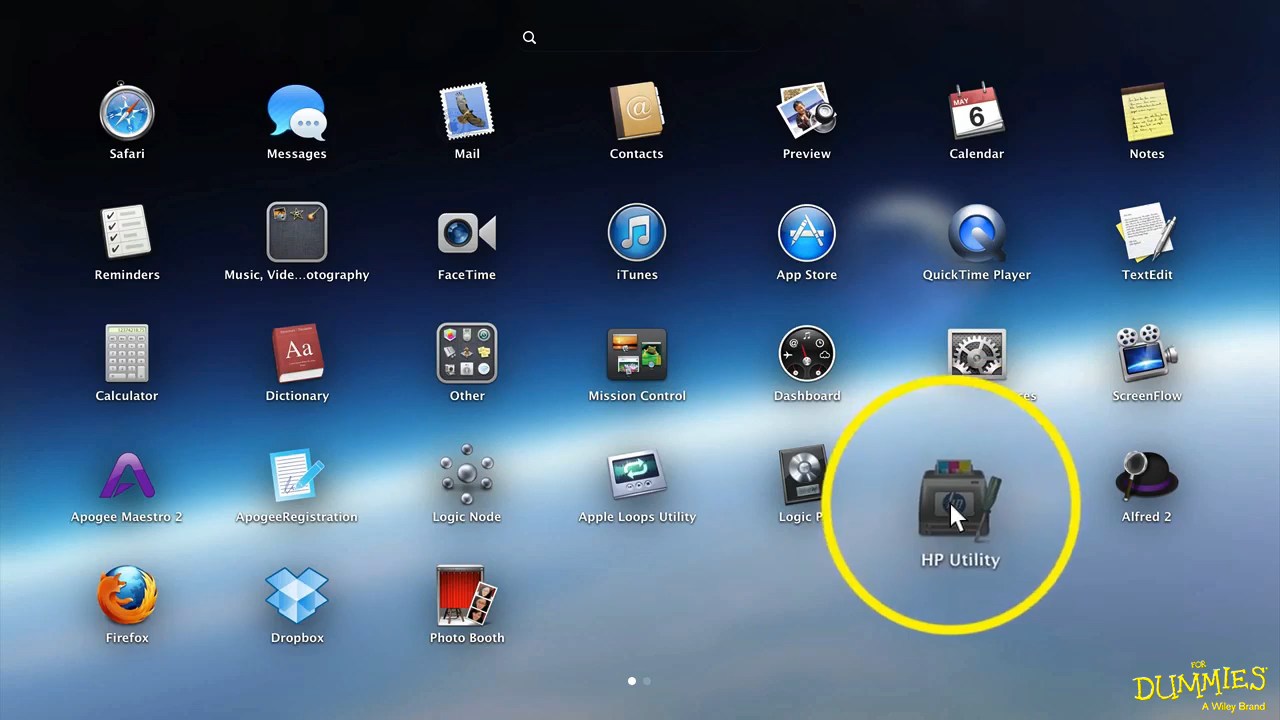 Safari
Messages
Mail
Contacts
Preview
MAY
6
Calendar
Notes
Reminders
Music, Vide...otography
FaceTime
iTunes
App Store
QuickTime Player
TextEdit
Calculator
Aa
Dictionary
Other
Mission Control
Dashboard
ces
ScreenFlow
Apogee Maestro 2
ApogeeRegistration
Logic Node
Apple Loops Utility
Logic P
hp
HP Utility
Alfred 2
Firefox
Dropbox
Photo Booth
FOR
DUMMIES
A Wiley Brand